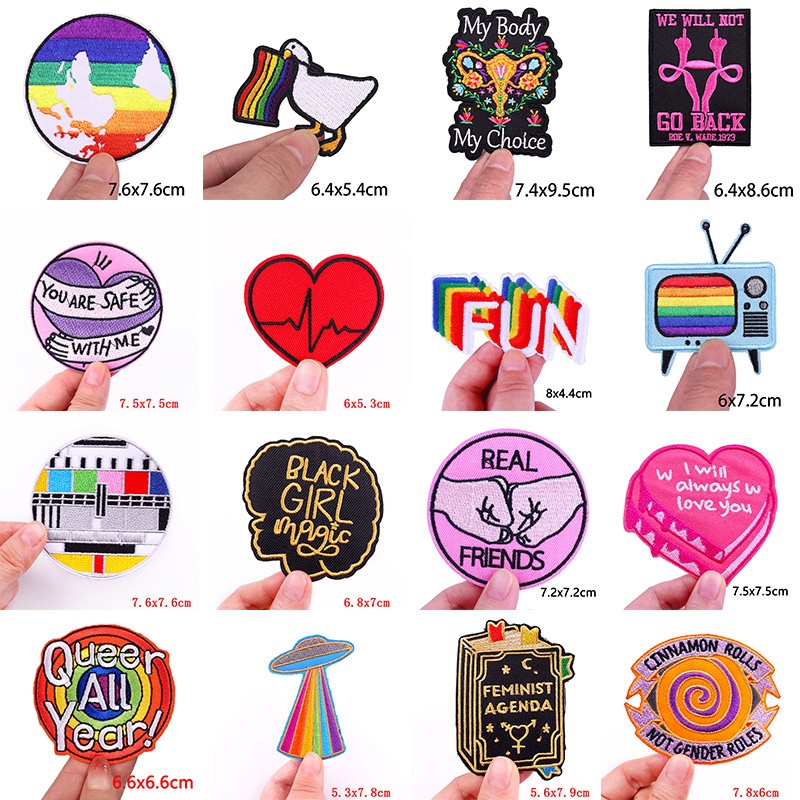 My Body
My Choice
WE WILL NOT
GO BACK
ROE V. WADE.1973
7.6x7.6cm
6.4x5.4cm
7.4x9.5cm
6.4x8.6cm
YOU ARE SAFE
WITH ME
FUN
7.5x7.5cm
6x5.3cm
8x4.4cm
6x7.2cm
BLACK
GIRL
magic
REAL
FRIENDS
I will
always
love you
7.6x7.6cm
6.8x7cm
7.2x7.2cm
7.5x7.5cm
Queer
All
Year!
FEMINIST
AGENDA
CINNAMON ROLLS
NOT GENDER ROLES
6.6x6.6cm
5.3x7.8cm
5.6x7.9cm
7.8x6cm